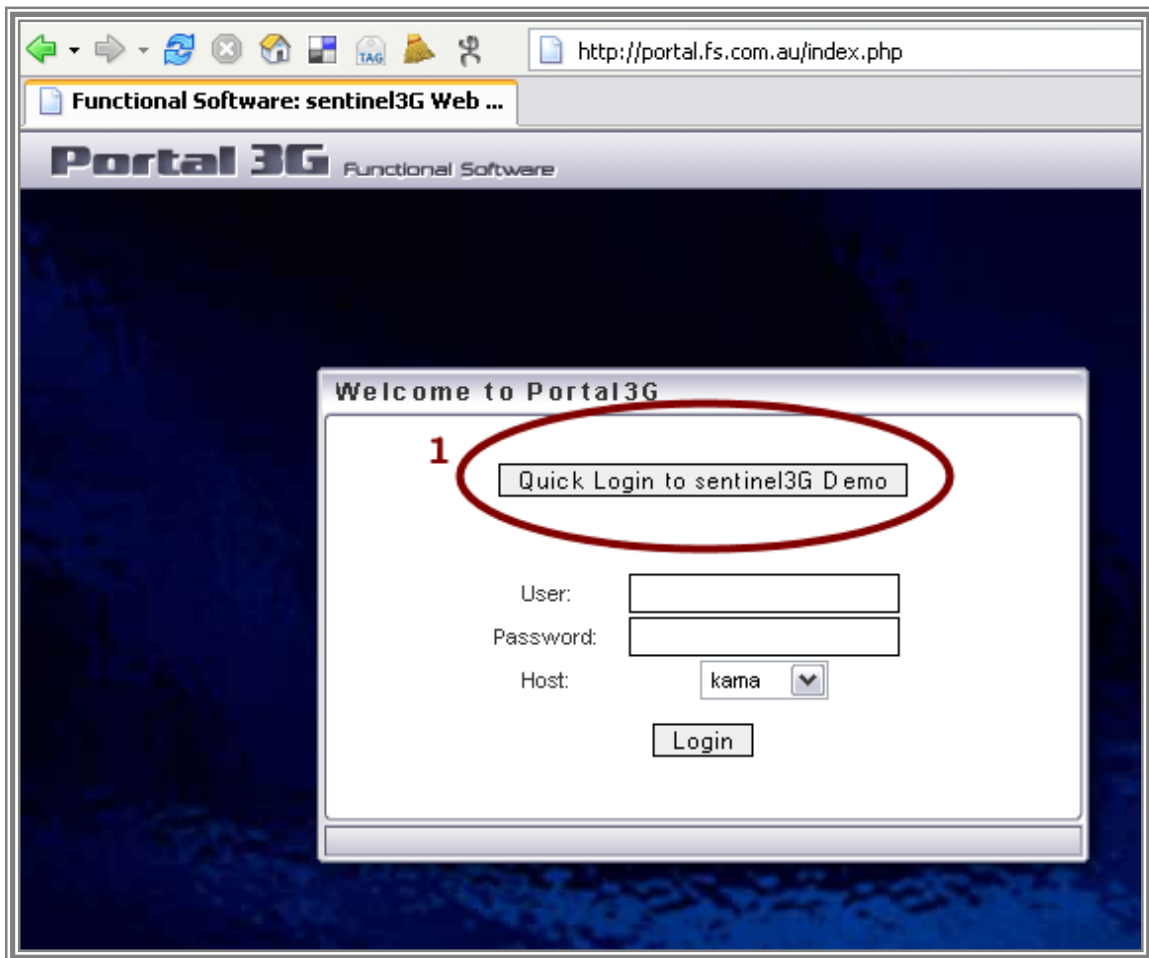 TAG
http://portal.fs.com.au/index.php
Functional Software: sentinel3G Web ...
Portal 3G Functional Software
Welcome to Portal3G
1
Quick Login to sentinel3G Demo
User:
Password:
Host: kama
Login